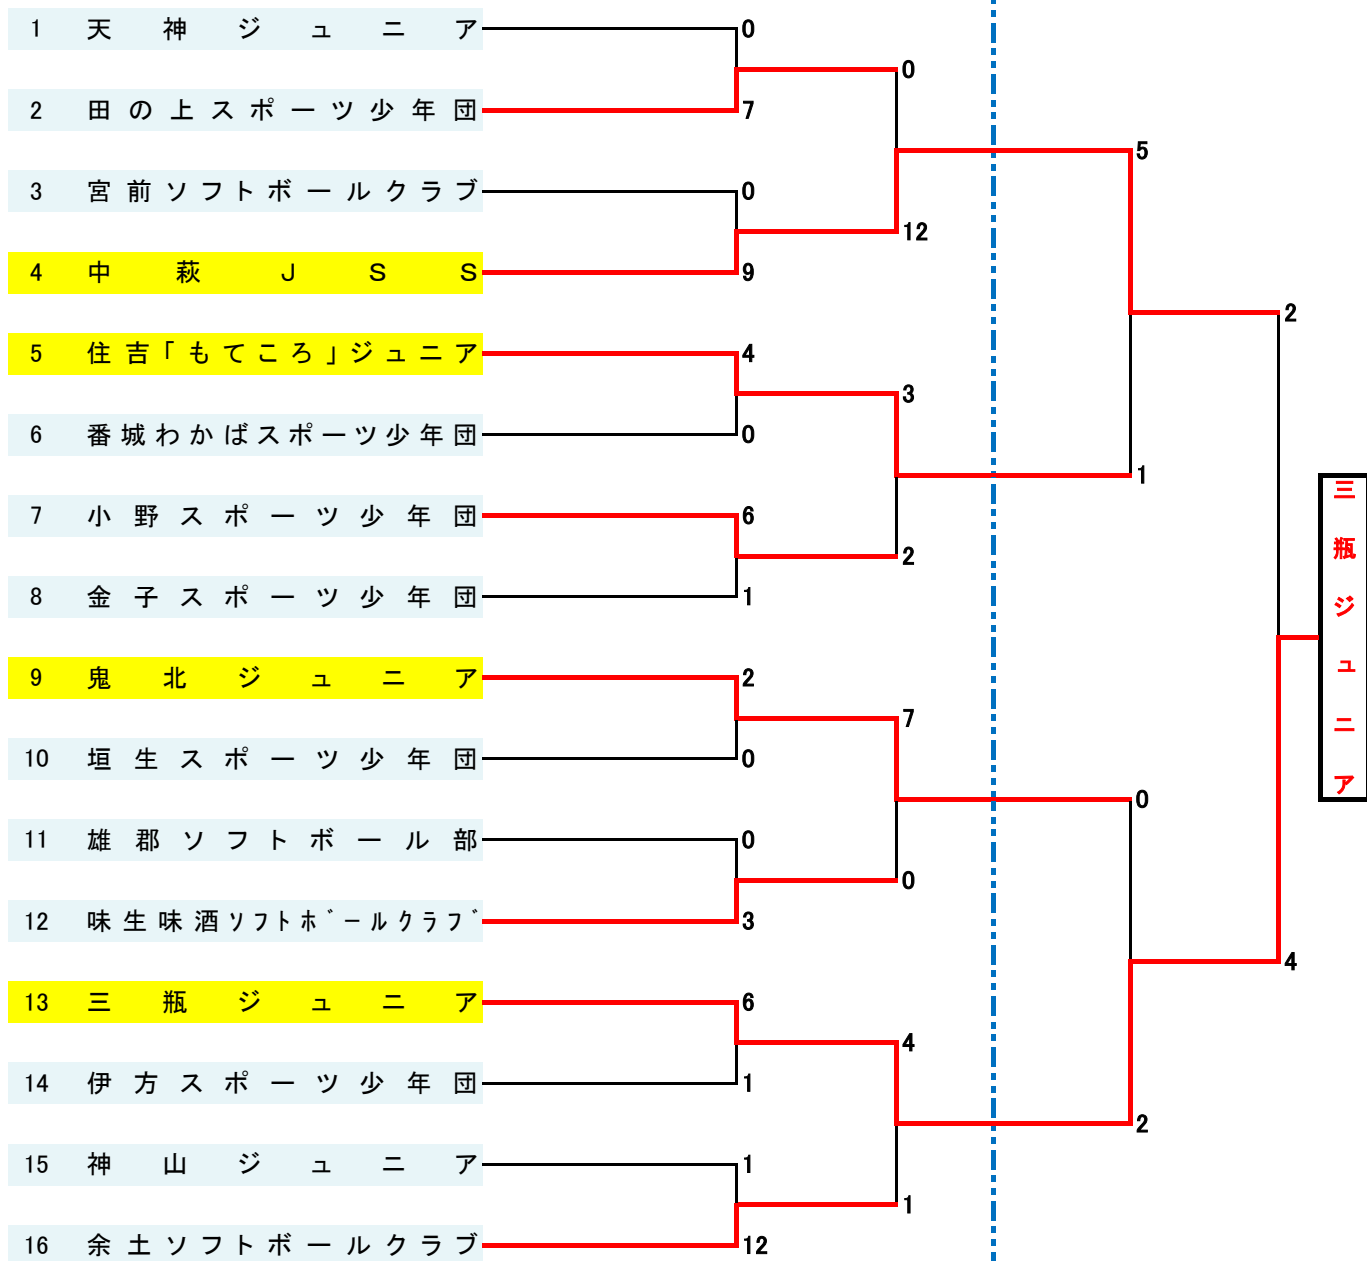 1 天神ジュニア 0
0
2 田の上スポーツ少年団 7
5
3 宮前ソフトボールクラブ 0
12
4 中萩JSS 9
2
5 住吉「もてころ」ジュニア 4
3
6 番城わかばスポーツ少年団 0
1
7 小野スポーツ少年団 6
2
8 金子スポーツ少年団 1
三瓶ジュニア
9 鬼北ジュニア 2
7
10 垣生スポーツ少年団 0
0
11 雄郡ソフトボール部 0
0
12 味生味酒ソフトボールクラブ 3
4
13 三瓶ジュニア 6
4
14 伊方スポーツ少年団 1
2
15 神山ジュニア 1
1
16 余土ソフトボールクラブ 12